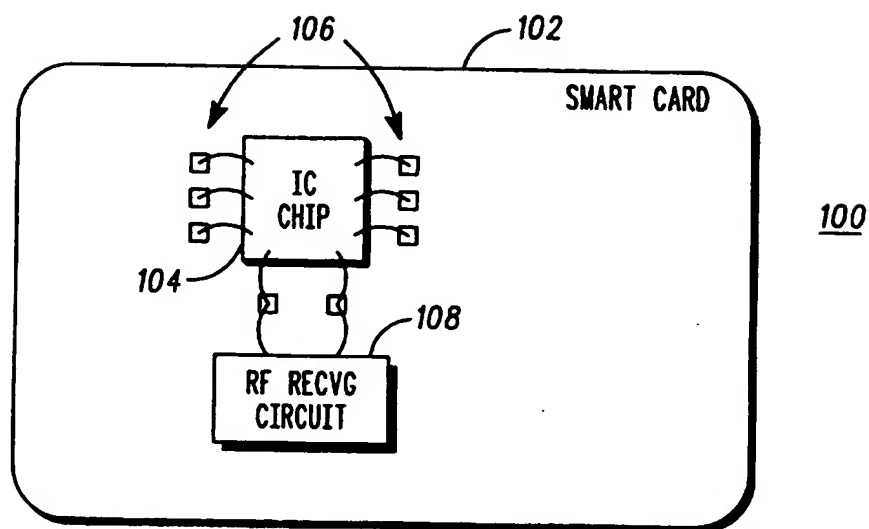 106
102
SMART CARD
IC
CHIP
100
104
108
RF RECVG
CIRCUIT